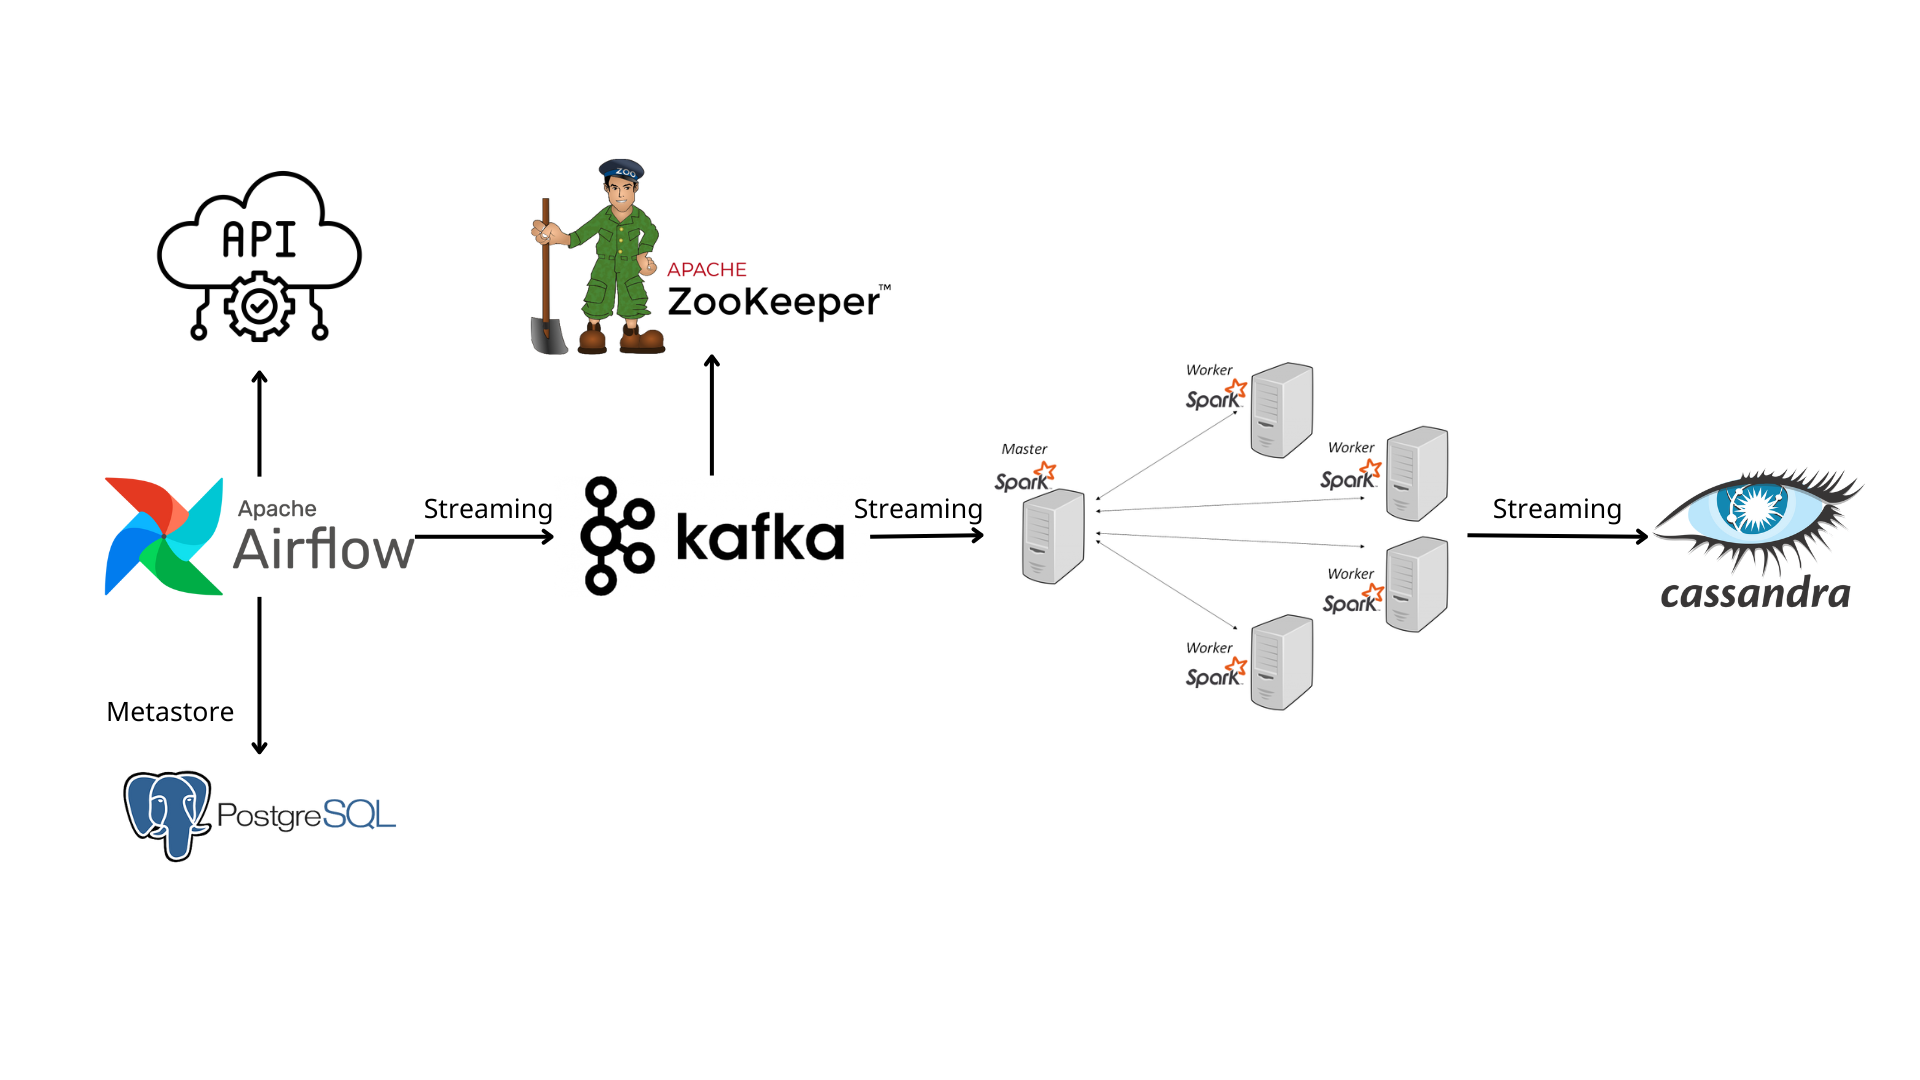 API
ZOO
APACHE
ZooKeeper™
Apache
Airflow
Streaming
kafka
Streaming
Master
Spark
Worker
Spark
Worker
Spark
Worker
Spark
Worker
Spark
Streaming
cassandra
Metastore
PostgreSQL